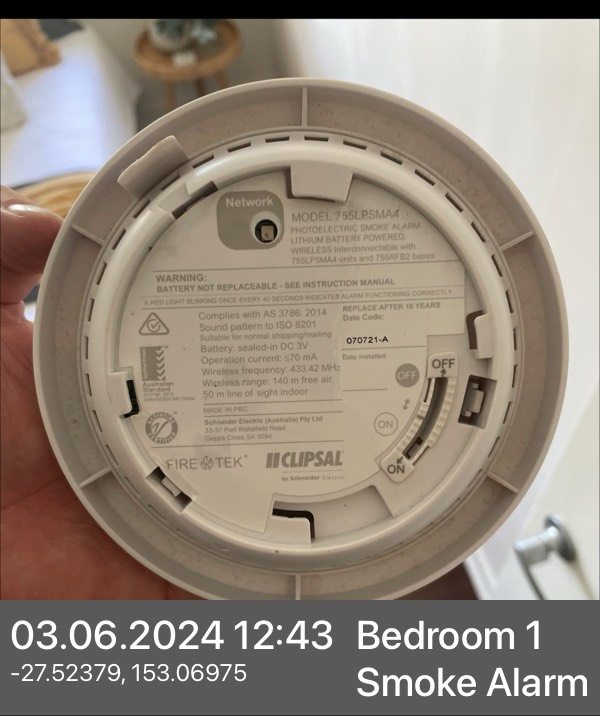 Network
MODEL 755LPSMA4
PHOTOELECTRIC SMOKE ALARM
LITHIUM BATTERY POWERED,
WIRELESS Interconnectable with
755LPSMA4 units and 755RFB2 bases
WARNING:
BATTERY NOT REPLACEABLE - SEE INSTRUCTION MANUAL
A RED LIGHT BLINKING ONCE EVERY 40 SECONDS INDICATES ALARM FUNCTIONING CORRECTLY.
Complies with AS 3786: 2014
Sound pattern to ISO 8201
Suitable for normal shipping/mailing
Battery: sealed-in DC 3V
Operation current: ≤70 mA
Wireless frequency: 433.42 MHz
Wireless range: 140 m free air,
50 m line of sight indoor
REPLACE AFTER 10 YEARS
Date Code:
070721-A
Date installed
OFF
OFF
ON
ON
Australian
Standard
MADE IN PRC
Schneider Electric (Australia) Pty Ltd
33-37 Port Wakefield Road
Gepps Cross SA 5094
FIRE TEK
CLIPSAL
by Schneider Electric
03.06.2024 12:43
-27.52379, 153.06975
Bedroom 1
Smoke Alarm